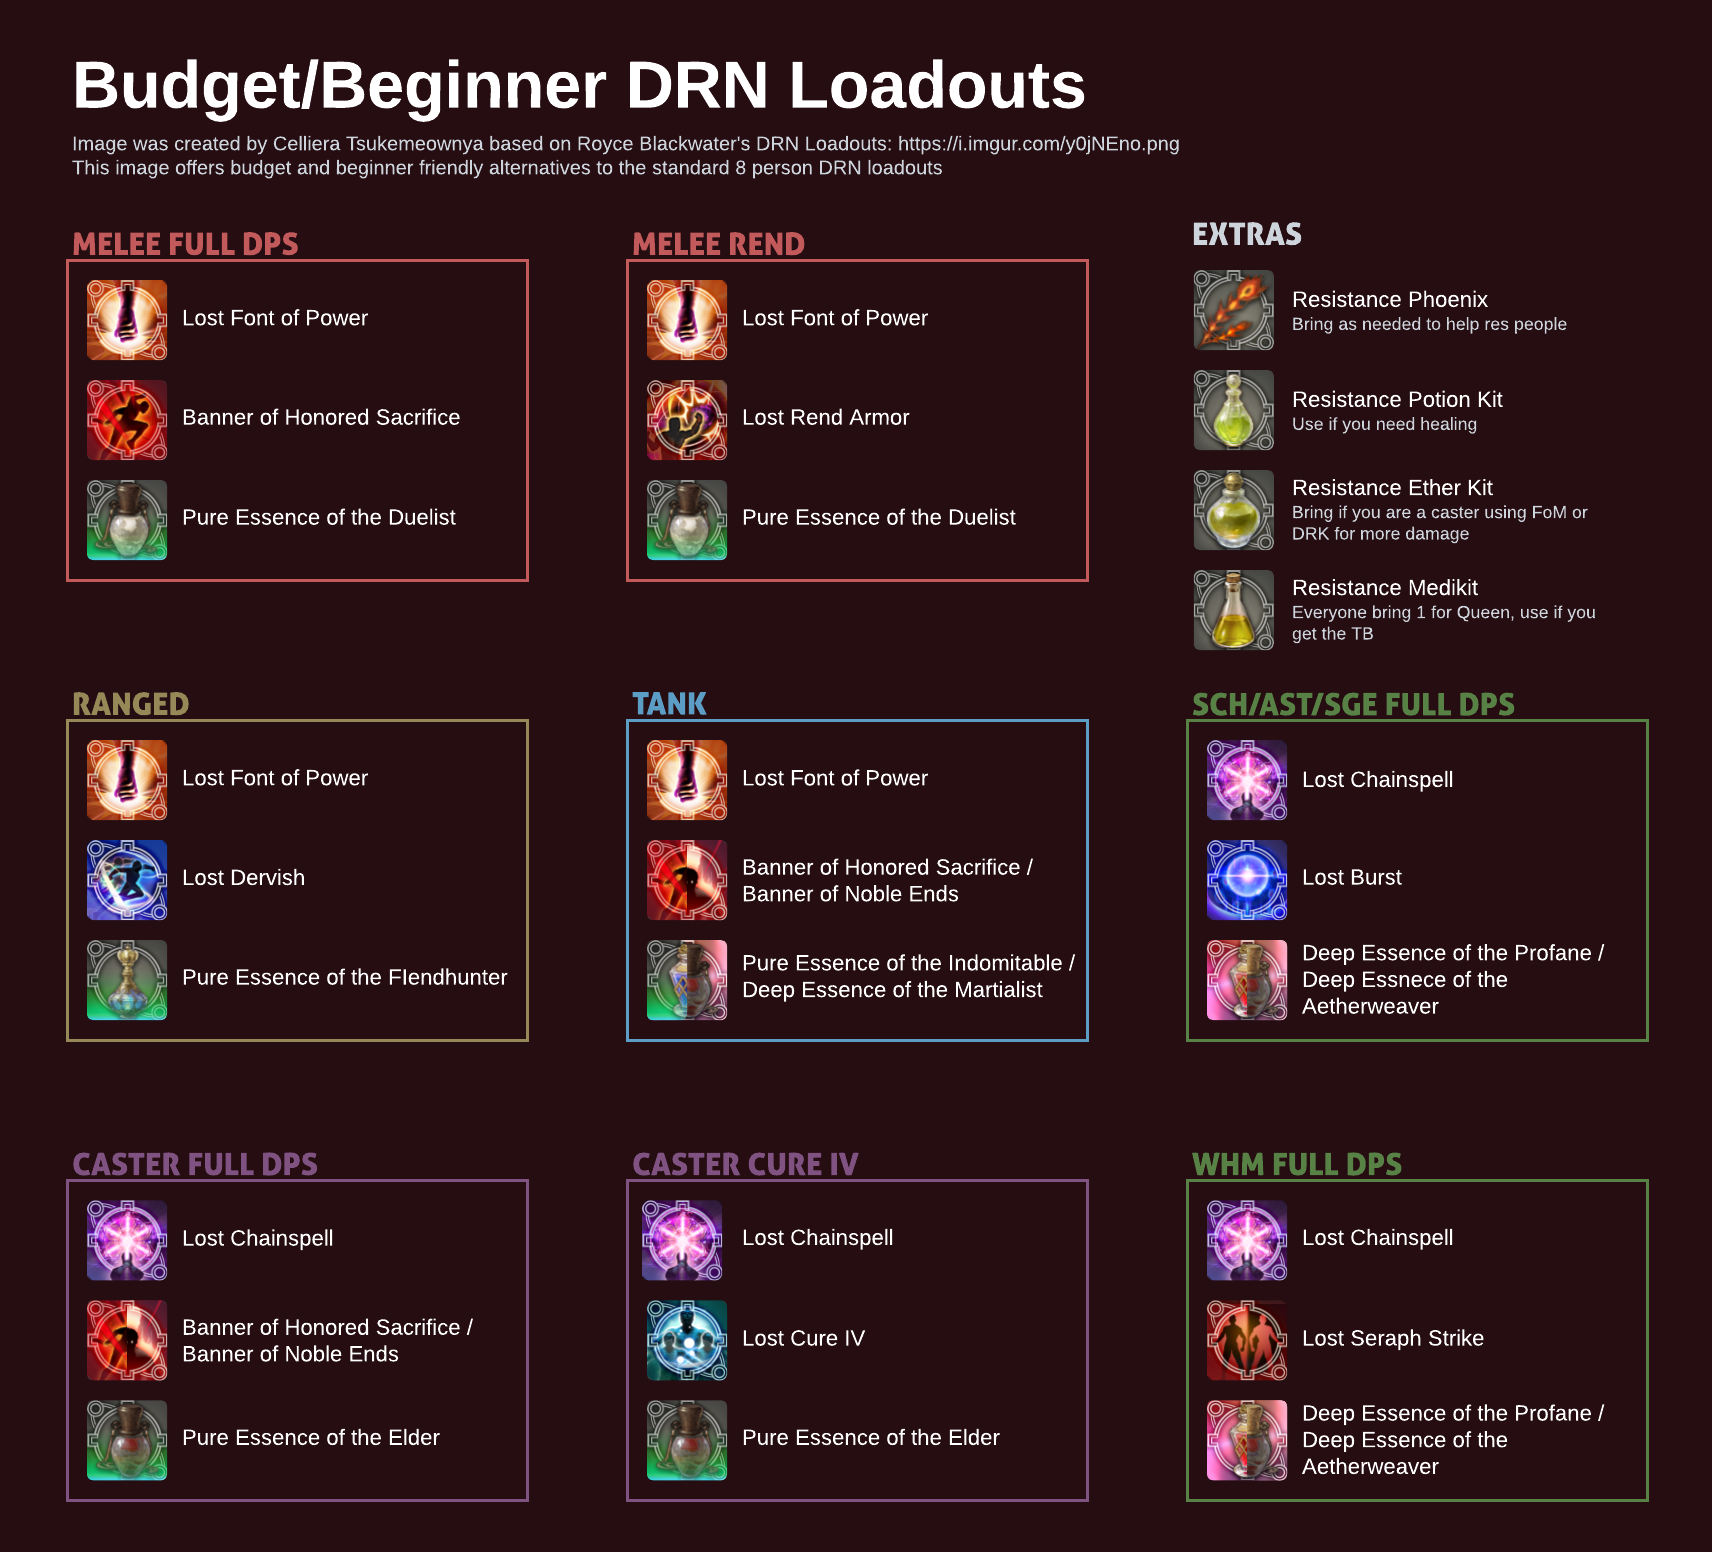 Budget/Beginner DRN Loadouts
Image was created by Celliera Tsukemeownya based on Royce Blackwater's DRN Loadouts: https://i.imgur.com/y0jNEno.png
This image offers budget and beginner friendly alternatives to the standard 8 person DRN loadouts
MELEE FULL DPS
Lost Font of Power
Banner of Honored Sacrifice
Pure Essence of the Duelist
MELEE REND
Lost Font of Power
Lost Rend Armor
Pure Essence of the Duelist
EXTRAS
Resistance Phoenix
Bring as needed to help res people
Resistance Potion Kit
Use if you need healing
Resistance Ether Kit
Bring if you are a caster using FoM or
DRK for more damage
Resistance Medikit
Everyone bring 1 for Queen, use if you
get the TB
RANGED
Lost Font of Power
Lost Dervish
Pure Essence of the FIendhunter
TANK
Lost Font of Power
Banner of Honored Sacrifice /
Banner of Noble Ends
Pure Essence of the Indomitable /
Deep Essence of the Martialist
SCH/AST/SGE FULL DPS
Lost Chainspell
Lost Burst
Deep Essence of the Profane /
Deep Essnece of the
Aetherweaver
CASTER FULL DPS
Lost Chainspell
Banner of Honored Sacrifice /
Banner of Noble Ends
Pure Essence of the Elder
CASTER CURE IV
Lost Chainspell
Lost Cure IV
Pure Essence of the Elder
WHM FULL DPS
Lost Chainspell
Lost Seraph Strike
Deep Essence of the Profane /
Deep Essence of the
Aetherweaver